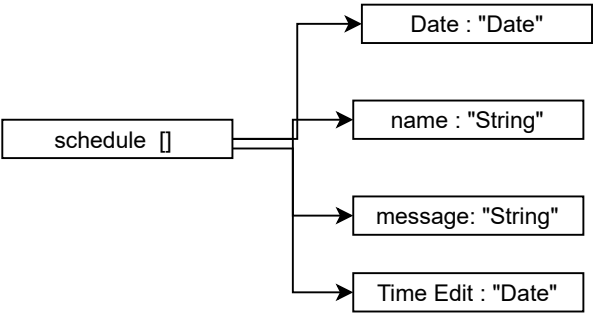 Date : "Date"
name : "String"
schedule  []
message: "String"
Time Edit : "Date"